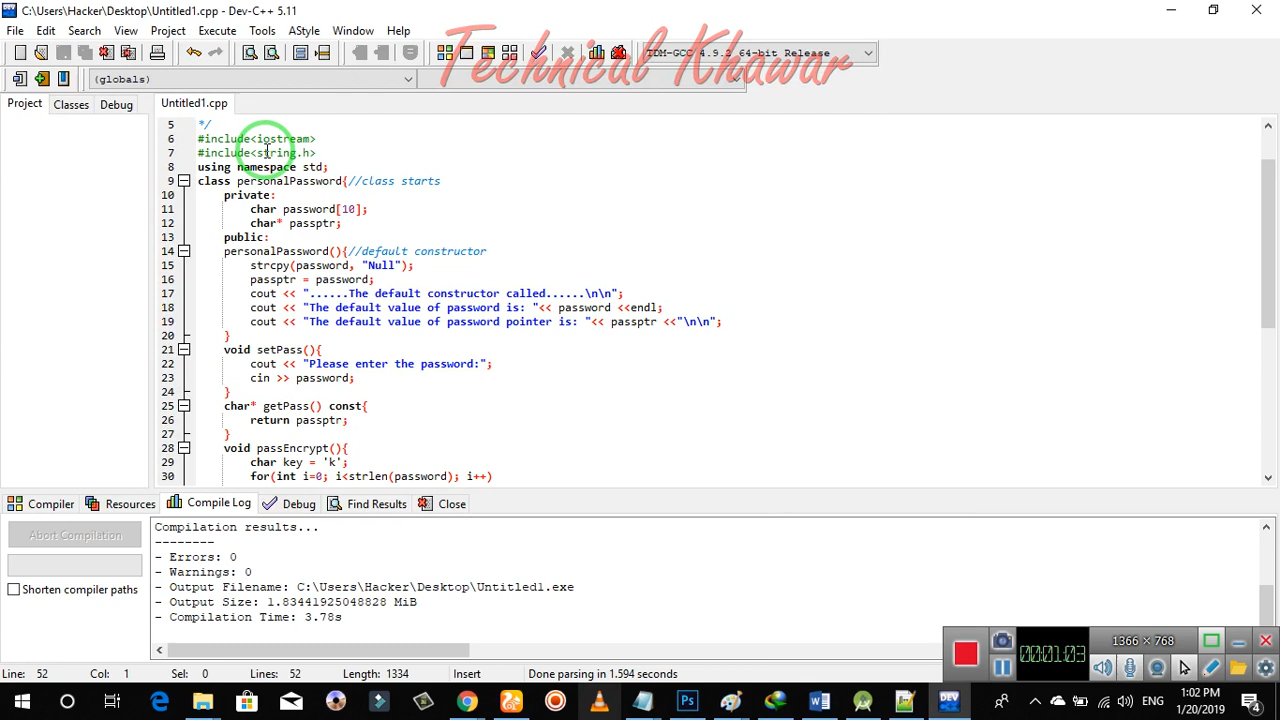 C:\Users\Hacker\Desktop\Untitled1.cpp - Dev-C++ 5.11
File Edit Search View Project Execute Tools AStyle Window Help
TDM-GCC 4.9.2 64-bit Release
Technical Khawar
(globals)
Project Classes Debug Untitled1.cpp
5 */
6 #include<iostream>
7 #include<string.h>
8 using namespace std;
9 class personalPassword{//class starts
10 private:
11 char password[10];
12 char* passptr;
13 public:
14 personalPassword(){//default constructor
15 strcpy(password, "Null");
16 passptr = password;
17 cout << "......The default constructor called......\n\n";
18 cout << "The default value of password is: "<< password <<endl;
19 cout << "The default value of password pointer is: "<< passptr <<"\n\n";
20 }
21 void setPass(){
22 cout << "Please enter the password:";
23 cin >> password;
24 }
25 char* getPass() const{
26 return passptr;
27 }
28 void passEncrypt(){
29 char key = 'k';
30 for(int i=0; i<strlen(password); i++)
Compiler Resources Compile Log Debug Find Results Close
Abort Compilation
Shorten compiler paths
Compilation results...
--------
- Errors: 0
- Warnings: 0
- Output Filename: C:\Users\Hacker\Desktop\Untitled1.exe
- Output Size: 1.83441925048828 MiB
- Compilation Time: 3.78s
00:01:03
1366 × 768
Line: 52 Col: 1 Sel: 0 Lines: 52 Length: 1334 Insert Done parsing in 1.594 seconds
ENG
1:02 PM
1/20/2019